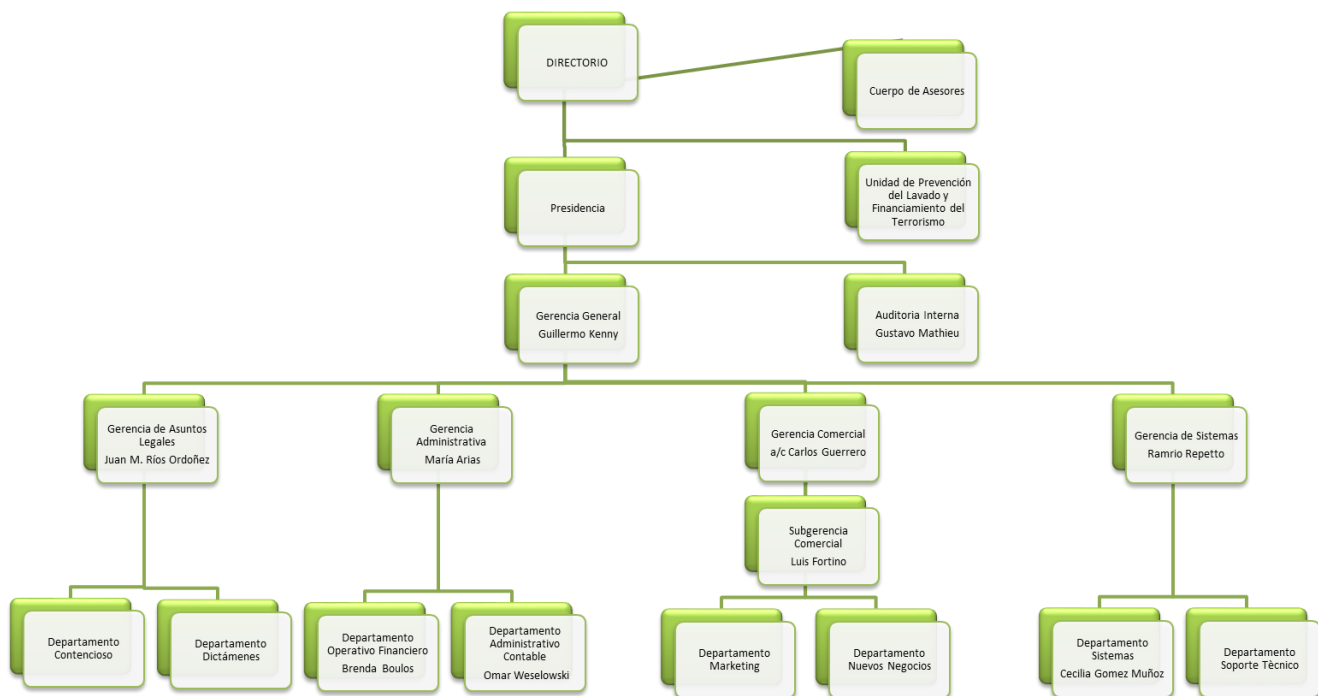 DIRECTORIO
Cuerpo de Asesores
Presidencia
Unidad de Prevención
del Lavado y
Financiamiento del
Terrorismo
Gerencia General
Guillermo Kenny
Auditoria Interna
Gustavo Mathieu
Gerencia de Asuntos
Legales
Juan M. Ríos Ordoñez
Gerencia
Administrativa
María Arias
Gerencia Comercial
a/c Carlos Guerrero
Gerencia de Sistemas
Ramrio Repetto
Subgerencia
Comercial
Luis Fortino
Departamento
Contencioso
Departamento
Dictámenes
Departamento
Operativo Financiero
Brenda Boulos
Departamento
Administrativo
Contable
Omar Weselowski
Departamento
Marketing
Departamento
Nuevos Negocios
Departamento
Sistemas
Cecilia Gomez Muñoz
Departamento
Soporte Tècnico